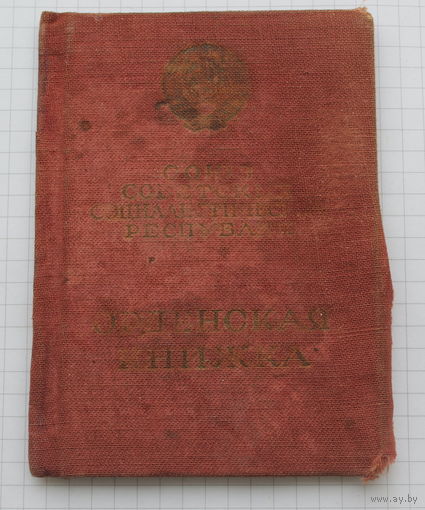 СОЮЗ
СОВЕТСКИХ
СОЦИАЛИСТИЧЕСКИХ
РЕСПУБЛИК
ОРДЕНСКАЯ
КНИЖКА
www.ay.by